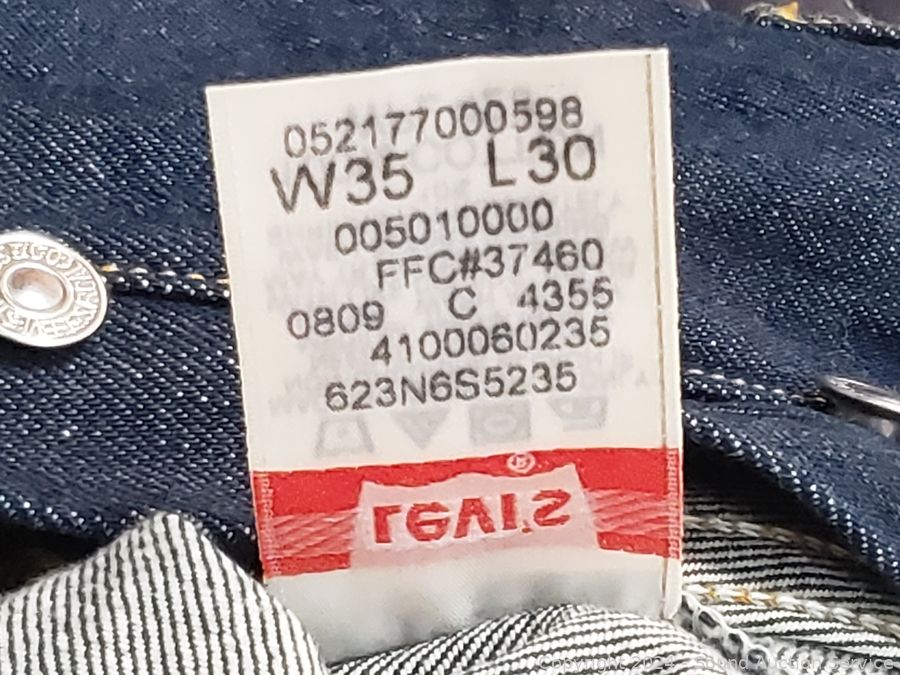 052177000598
W35 L30
005010000
FFC#37460
0809 C 4355
4100060235
623N6S5235
®
LEVI'S
Copyright 2024 - Sound Auction Service